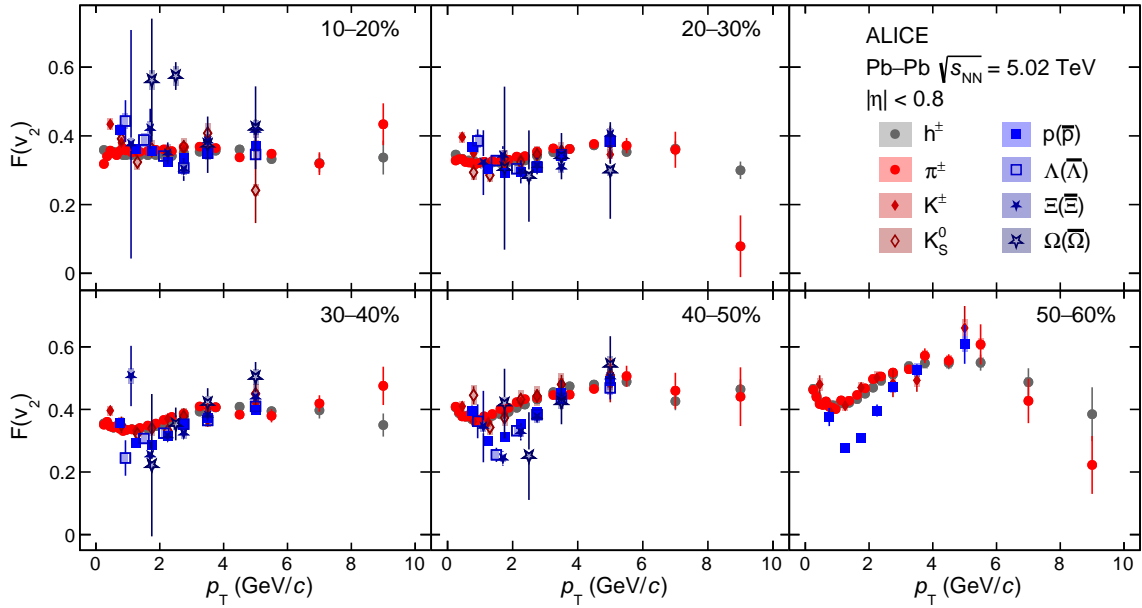 10–20%
20–30%
ALICE
Pb–Pb √sNN = 5.02 TeV
|η| < 0.8
h±
π±
K±
K0S
p(p̅)
Λ(Λ̅)
Ξ(Ξ̅)
Ω(Ω̅)
F(v2)
0.6
0.4
0.2
0
30–40%
40–50%
50–60%
F(v2)
0.6
0.4
0.2
0
0 2 4 6 8 10
0 2 4 6 8 10
0 2 4 6 8 10
pT (GeV/c)
pT (GeV/c)
pT (GeV/c)